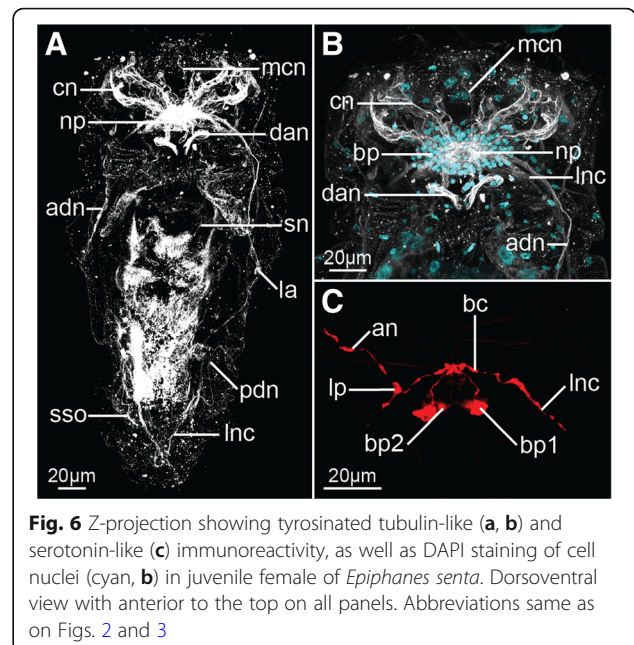 A
mcn
cn
np
dan
adn
sn
la
pdn
sso
lnc
20μm
B
mcn
cn
bp
np
dan
lnc
adn
20μm
C
bc
an
lp
lnc
bp2
bp1
20μm
Fig. 6 Z-projection showing tyrosinated tubulin-like (a, b) and
serotonin-like (c) immunoreactivity, as well as DAPI staining of cell
nuclei (cyan, b) in juvenile female of Epiphanes senta. Dorsoventral
view with anterior to the top on all panels. Abbreviations same as
on Figs. 2 and 3